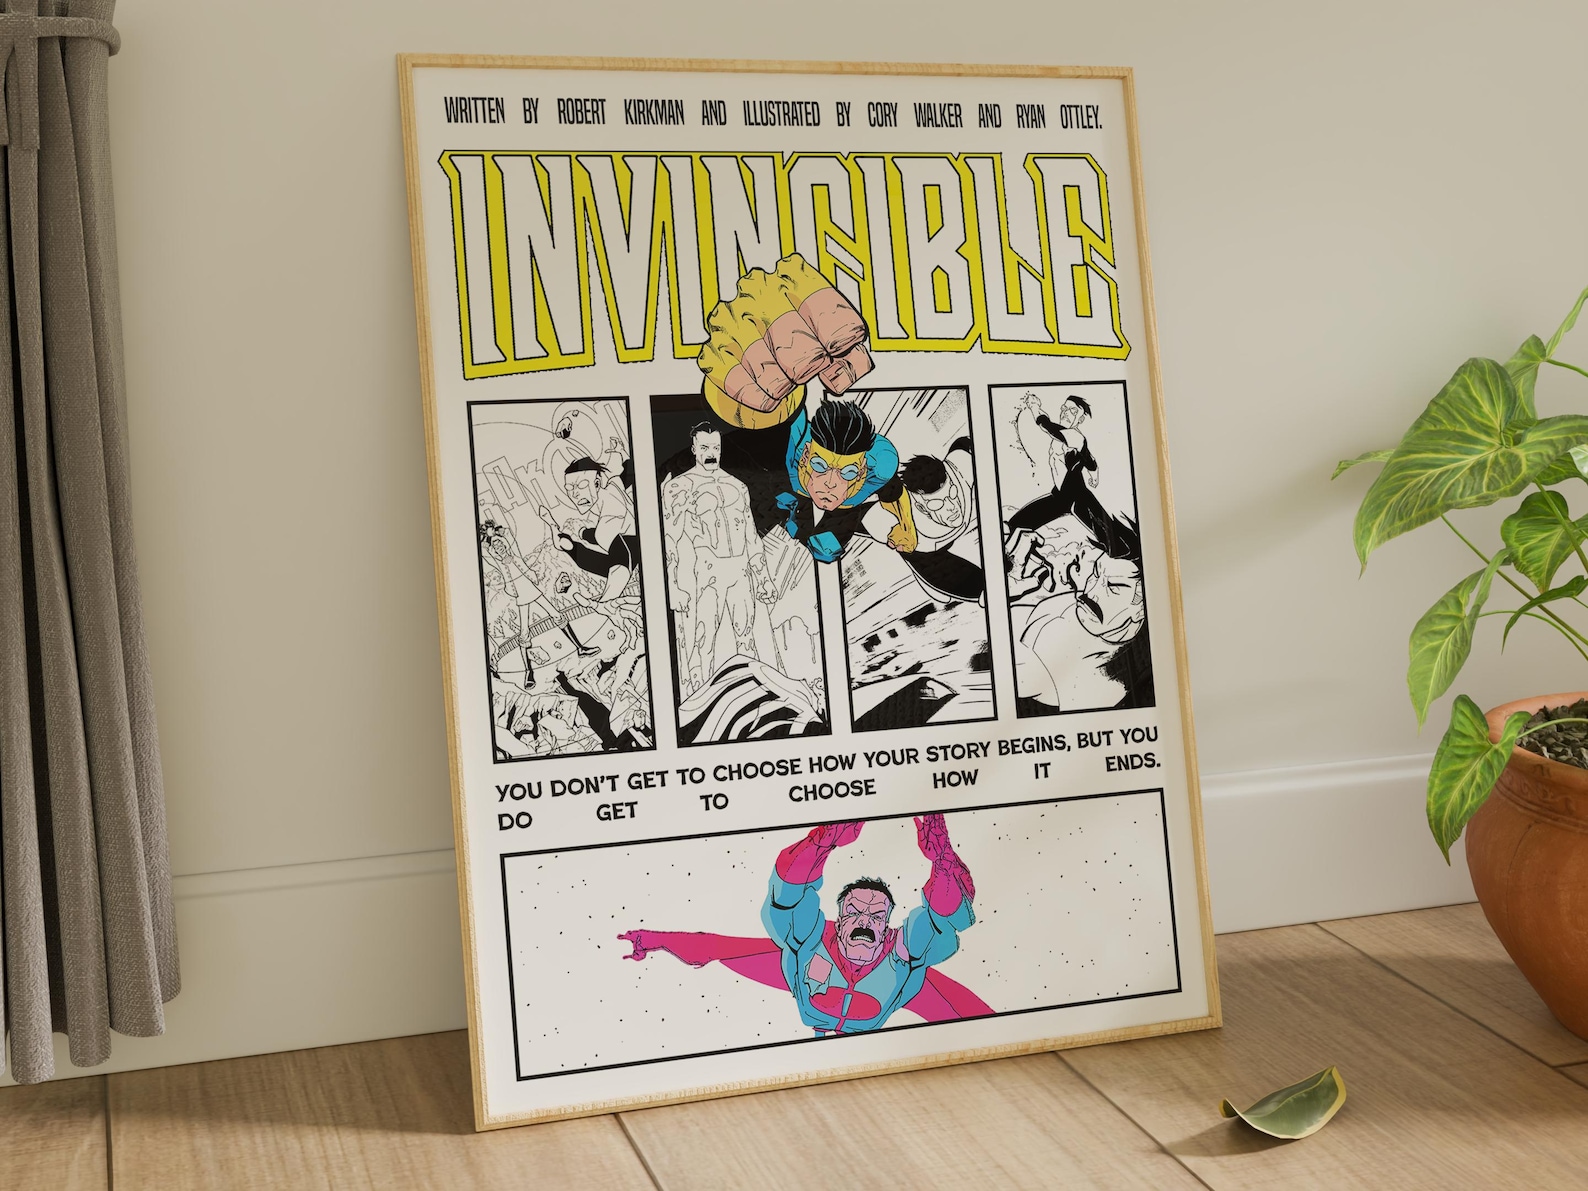 WRITTEN BY ROBERT KIRKMAN AND ILLUSTRATED BY CORY WALKER AND RYAN OTTLEY.
INVINCIBLE
YOU DON'T GET TO CHOOSE HOW YOUR STORY BEGINS, BUT YOU
DO GET TO CHOOSE HOW IT ENDS.